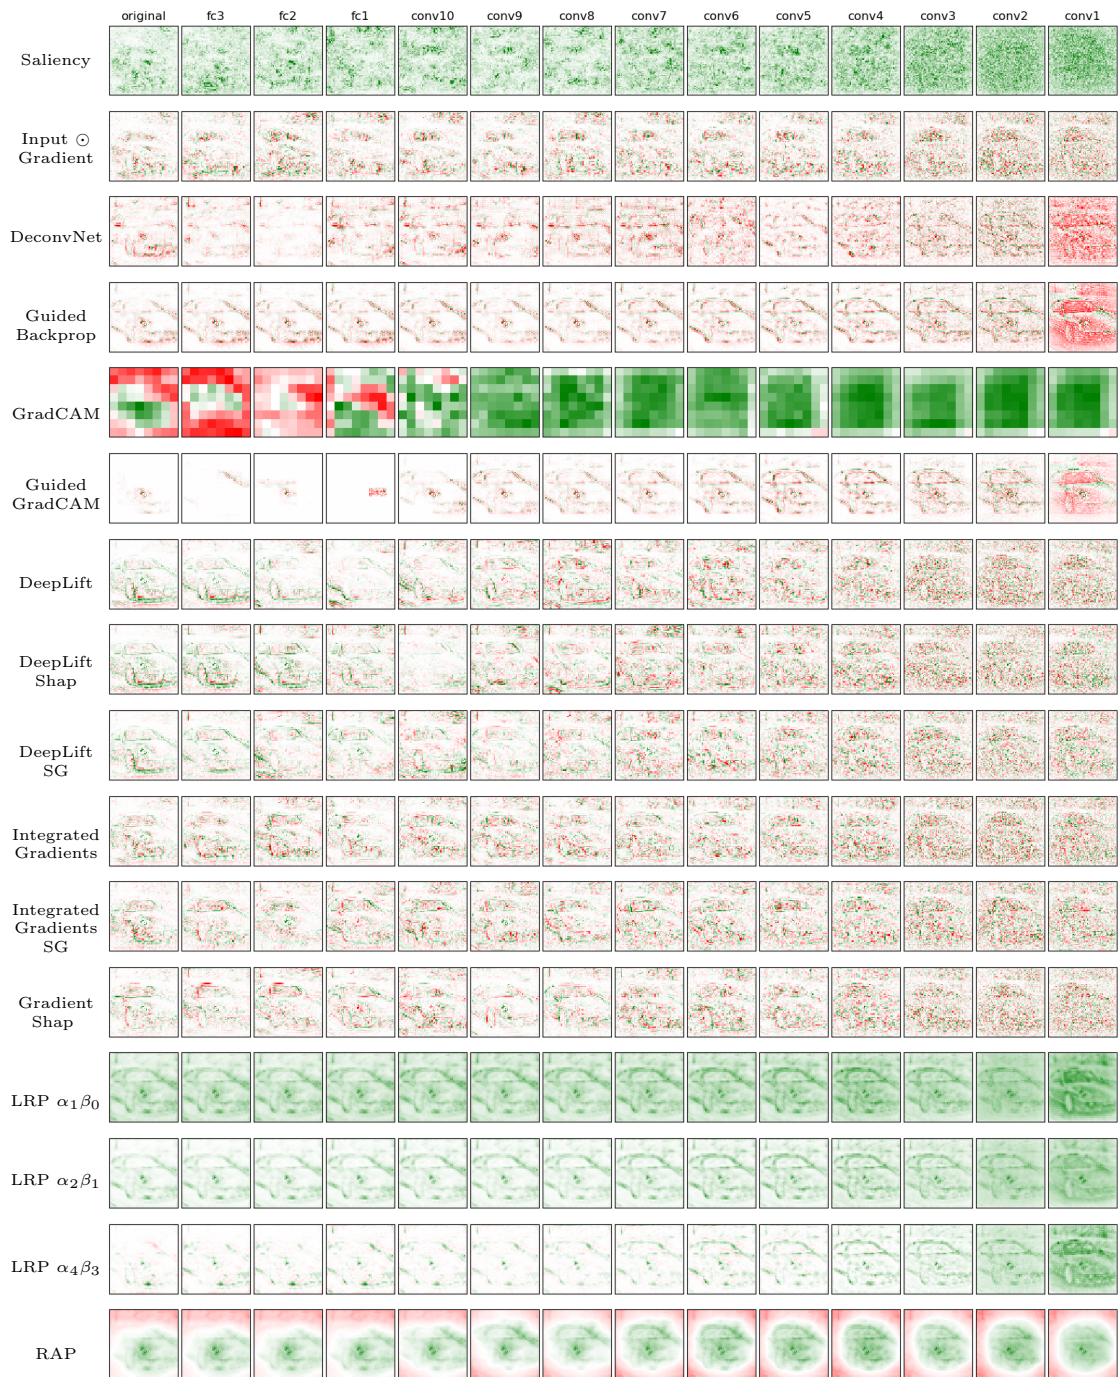 original fc3 fc2 fc1 conv10 conv9 conv8 conv7 conv6 conv5 conv4 conv3 conv2 conv1
Saliency
Input ⊙
Gradient
DeconvNet
Guided
Backprop
GradCAM
Guided
GradCAM
DeepLift
DeepLift
Shap
DeepLift
SG
Integrated
Gradients
Integrated
Gradients
SG
Gradient
Shap
LRP α₁β₀
LRP α₂β₁
LRP α₄β₃
RAP